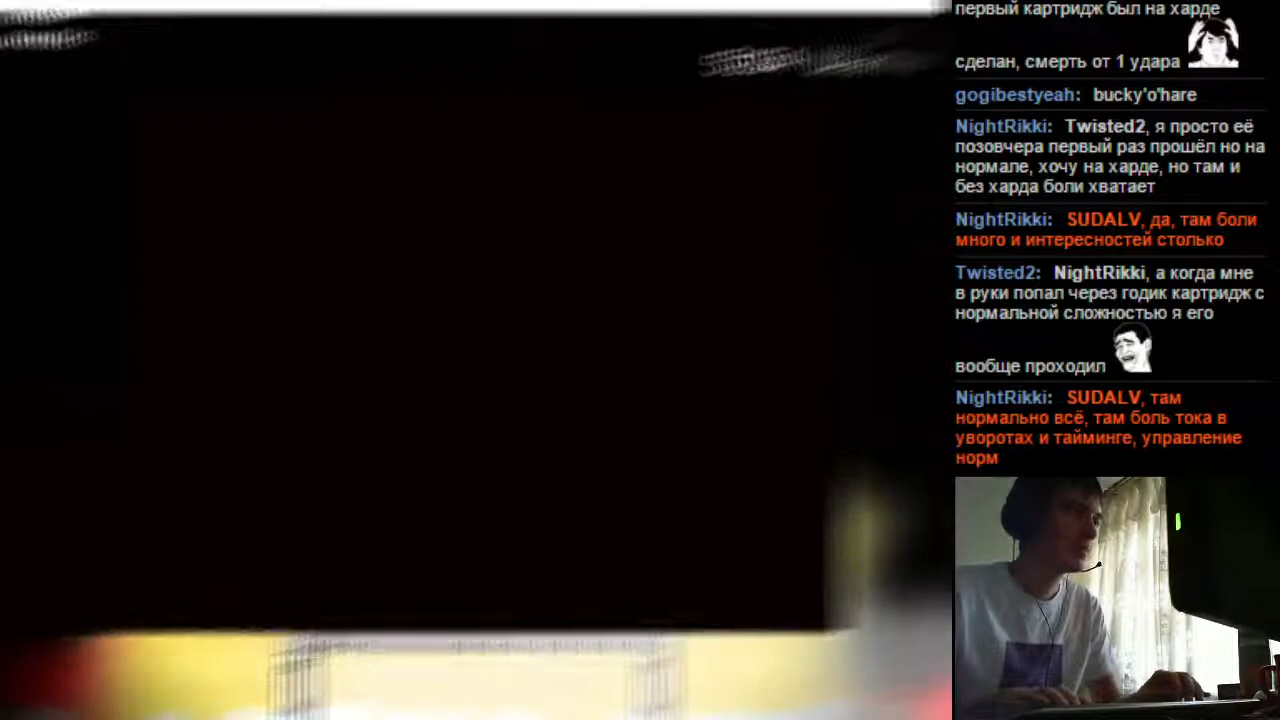 первый картридж был на харде
сделан, смерть от 1 удара
gogibestyeah: bucky'o'hare
NightRikki: Twisted2, я просто её
позовчера первый раз прошёл но на
нормале, хочу на харде, но там и
без харда боли хватает
NightRikki: SUDALV, да, там боли
много и интересностей столько
Twisted2: NightRikki, а когда мне
в руки попал через годик картридж с
нормальной сложностью я его
вообще проходил
NightRikki: SUDALV, там
нормально всё, там боль тока в
уворотах и тайминге, управление
норм